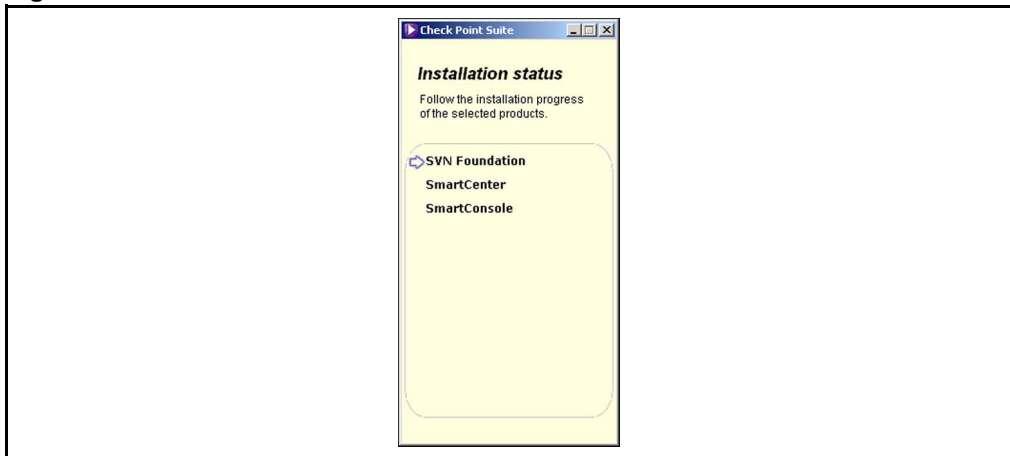 Check Point Suite
Installation status
Follow the installation progress
of the selected products.
SVN Foundation
SmartCenter
SmartConsole